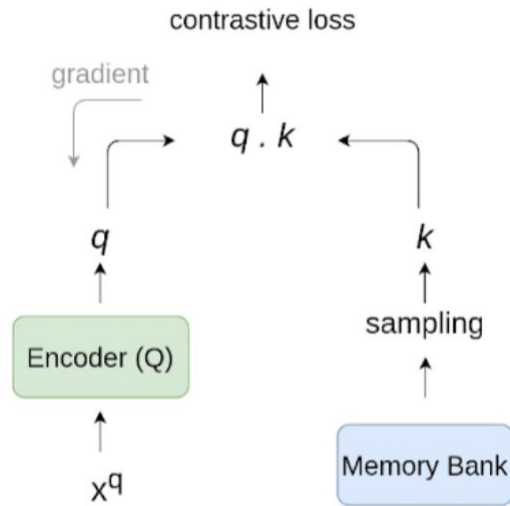 contrastive loss
gradient
q . k
q
k
sampling
Encoder (Q)
Memory Bank
x^q